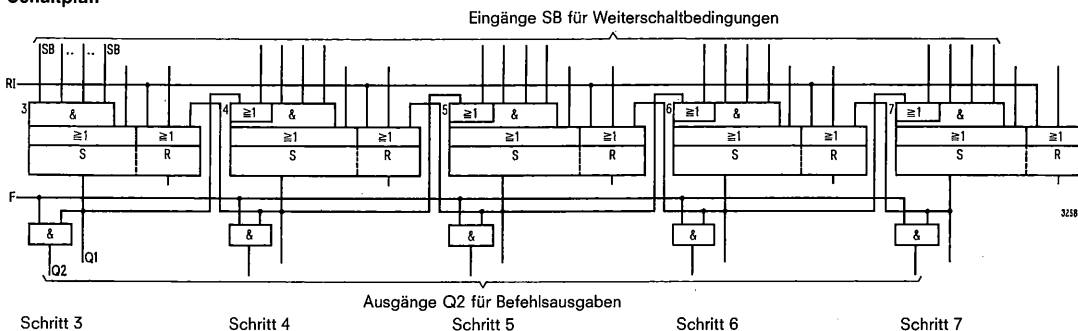 Schaltplan
Eingänge SB für Weiterschaltbedingungen
SB .. .. SB
RI
3 & 4 ≧1 & 5 ≧1 & 6 ≧1 & 7 ≧1 &
≧1 ≧1 ≧1 ≧1 ≧1 ≧1 ≧1 ≧1 ≧1 ≧1
S R S R S R S R S R
F
& & & & &
Q2 Q1
Ausgänge Q2 für Befehlsausgaben
Schritt 3 Schritt 4 Schritt 5 Schritt 6 Schritt 7